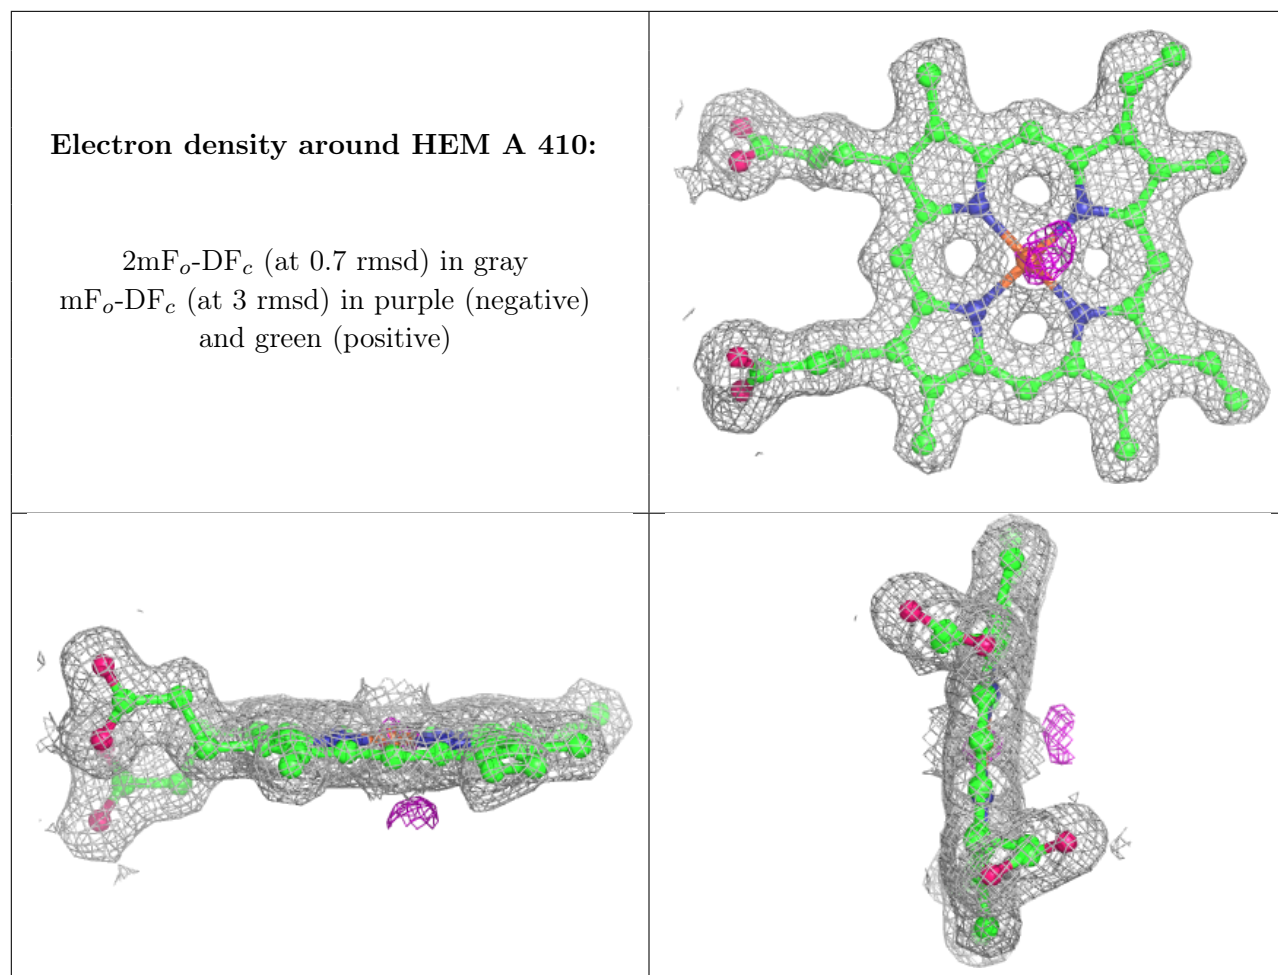 Electron density around HEM A 410:
2mFo-DFc (at 0.7 rmsd) in gray
mFo-DFc (at 3 rmsd) in purple (negative)
and green (positive)